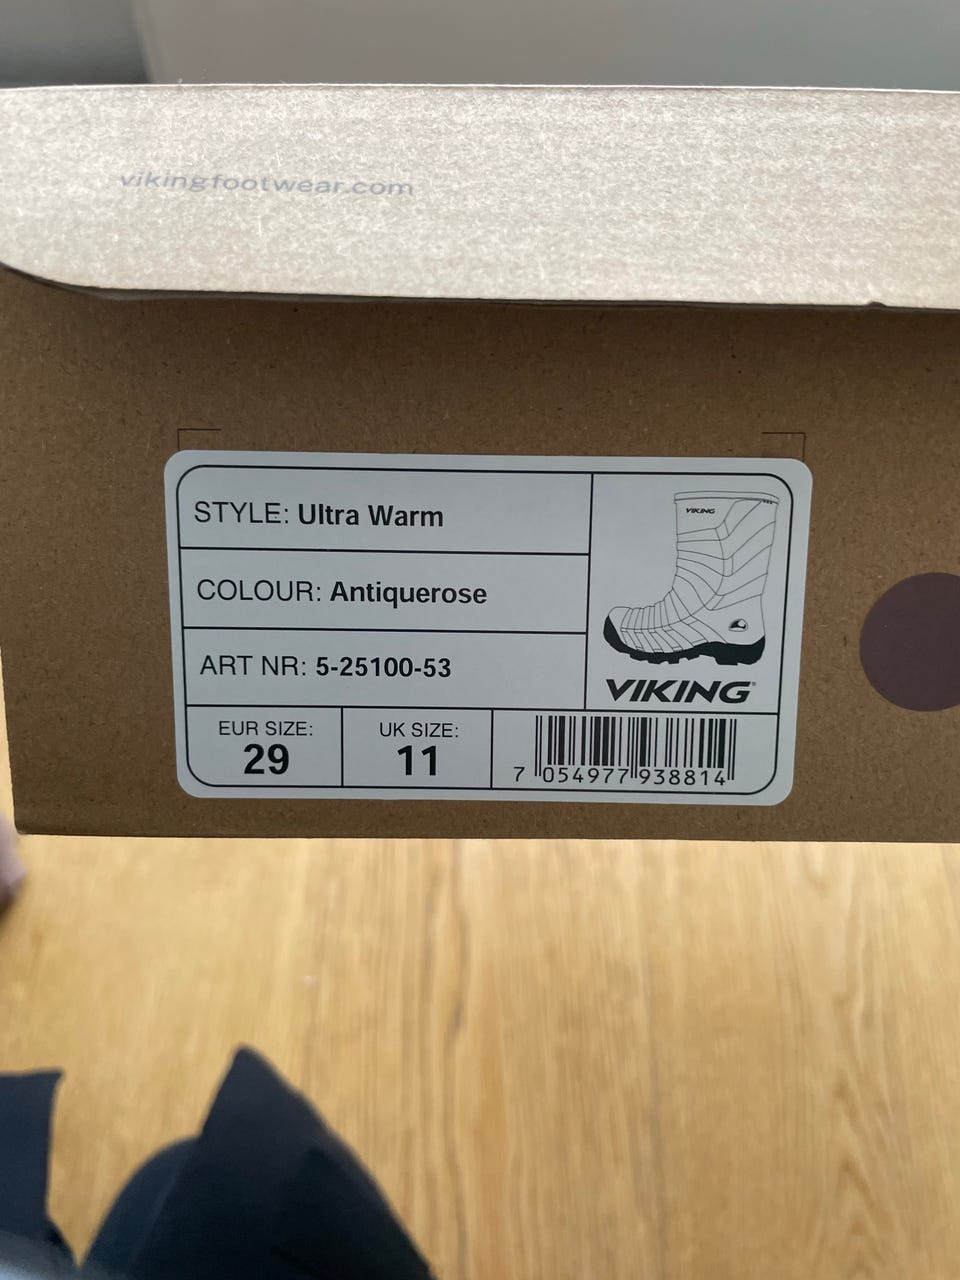 vikingfootwear.com
STYLE: Ultra Warm
VIKING
COLOUR: Antiquerose
ART NR: 5-25100-53
VIKING®
EUR SIZE:
29
UK SIZE:
11
7 054977 938814